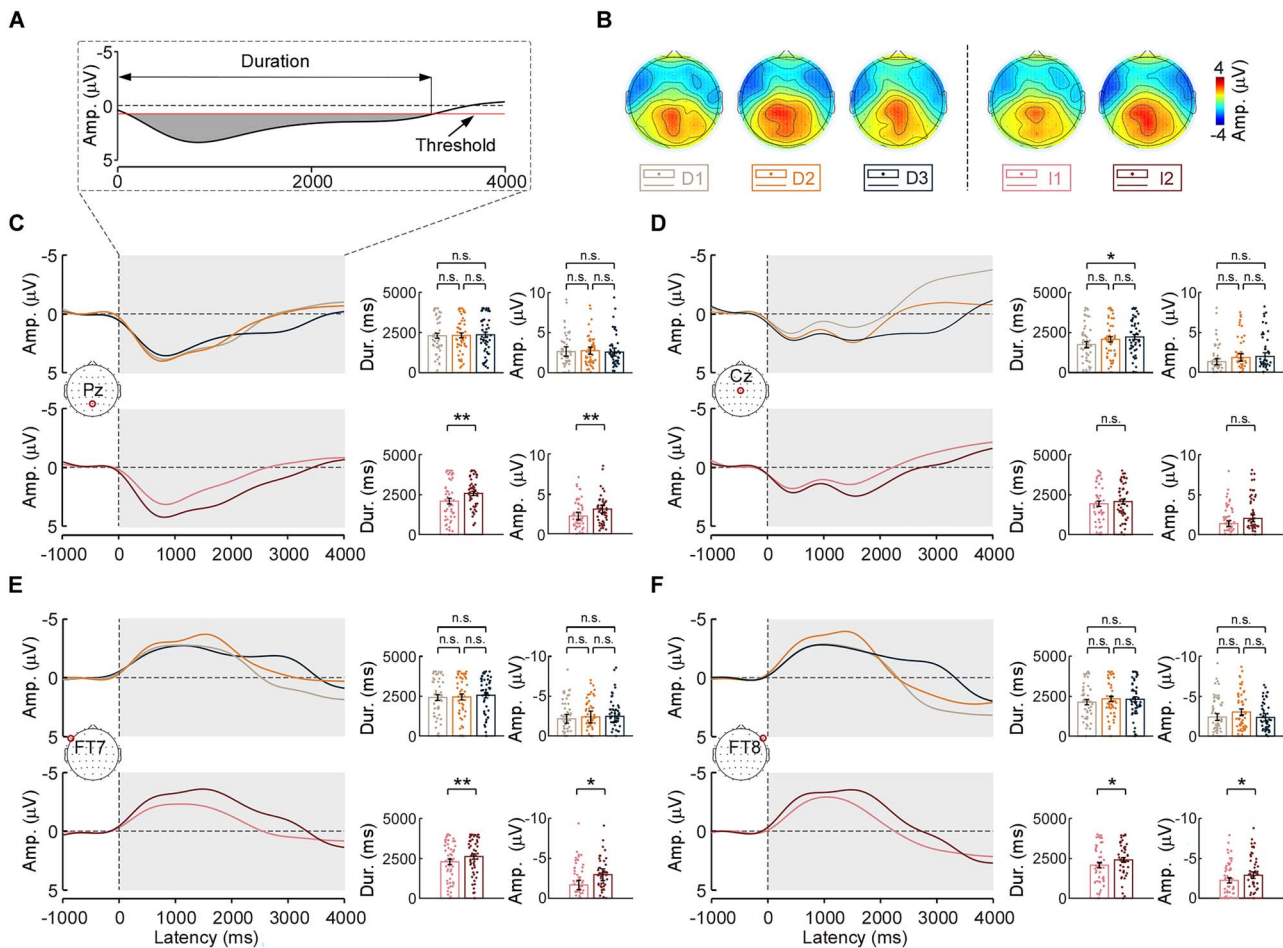 A
-5
0
5
Amp. (μV)
Duration
Threshold
0 2000 4000
B
4
-4
Amp. (μV)
D1 D2 D3 I1 I2
C
-5
0
5
Amp. (μV)
Pz
-5
0
5
Amp. (μV)
-1000 0 1000 2000 3000 4000
n.s.
n.s. n.s.
5000
2500
0
Dur. (ms)
n.s.
n.s. n.s.
10
5
0
Amp. (μV)
**
5000
2500
0
Dur. (ms)
**
10
5
0
Amp. (μV)
D
-5
0
5
Amp. (μV)
Cz
-5
0
5
Amp. (μV)
-1000 0 1000 2000 3000 4000
*
n.s. n.s.
5000
2500
0
Dur. (ms)
n.s.
n.s. n.s.
10
5
0
Amp. (μV)
n.s.
5000
2500
0
Dur. (ms)
n.s.
10
5
0
Amp. (μV)
E
-5
0
5
Amp. (μV)
FT7
-5
0
5
Amp. (μV)
-1000 0 1000 2000 3000 4000
Latency (ms)
n.s.
n.s. n.s.
5000
2500
0
Dur. (ms)
n.s.
n.s. n.s.
-10
-5
0
Amp. (μV)
**
5000
2500
0
Dur. (ms)
*
-10
-5
0
Amp. (μV)
F
-5
0
5
Amp. (μV)
FT8
-5
0
5
Amp. (μV)
-1000 0 1000 2000 3000 4000
Latency (ms)
n.s.
n.s. n.s.
5000
2500
0
Dur. (ms)
n.s.
n.s. n.s.
-10
-5
0
Amp. (μV)
*
5000
2500
0
Dur. (ms)
*
-10
-5
0
Amp. (μV)